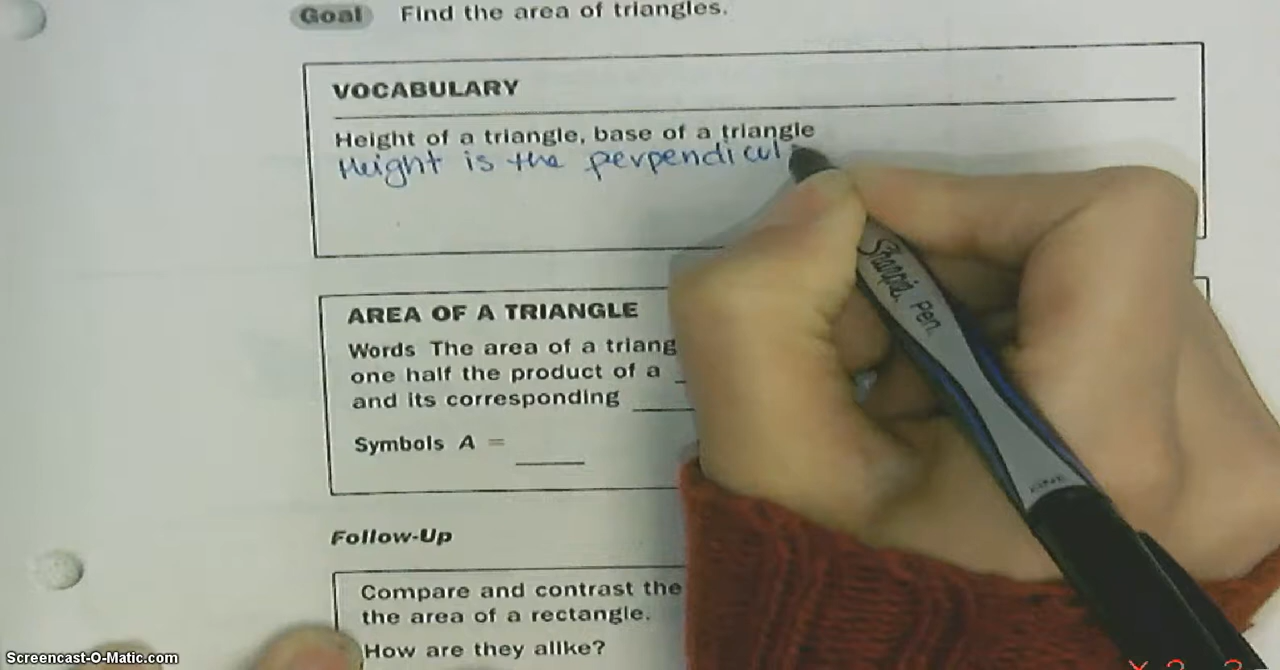 Goal Find the area of triangles.
VOCABULARY
Height of a triangle, base of a triangle
Height is the perpendicul
AREA OF A TRIANGLE
Words The area of a triang
one half the product of a
and its corresponding
Symbols A =
Follow-Up
Compare and contrast the
the area of a rectangle.
How are they alike?
Sharpie Pen.
Screencast-O-Matic.com